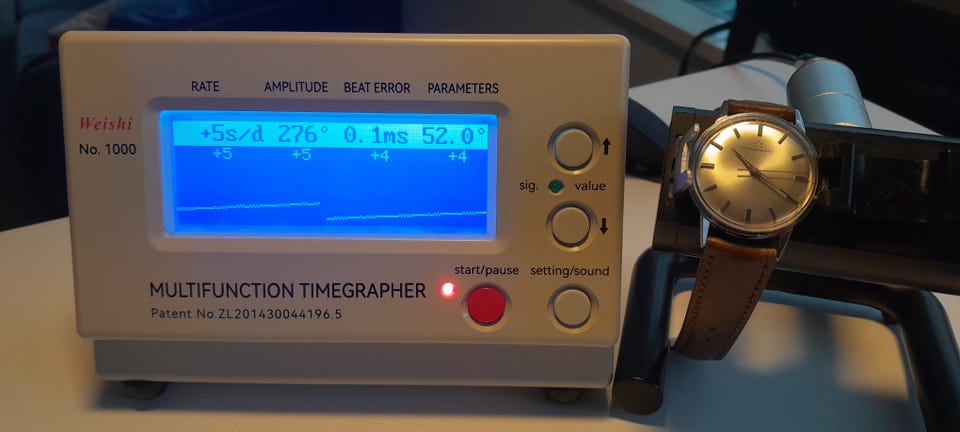 RATE AMPLITUDE BEAT ERROR PARAMETERS
Weishi
No. 1000
+5s/d 276° 0.1ms 52.0°
+5 +5 +4 +4
sig. value
start/pause setting/sound
MULTIFUNCTION TIMEGRAPHER
Patent No.ZL201430044196.5